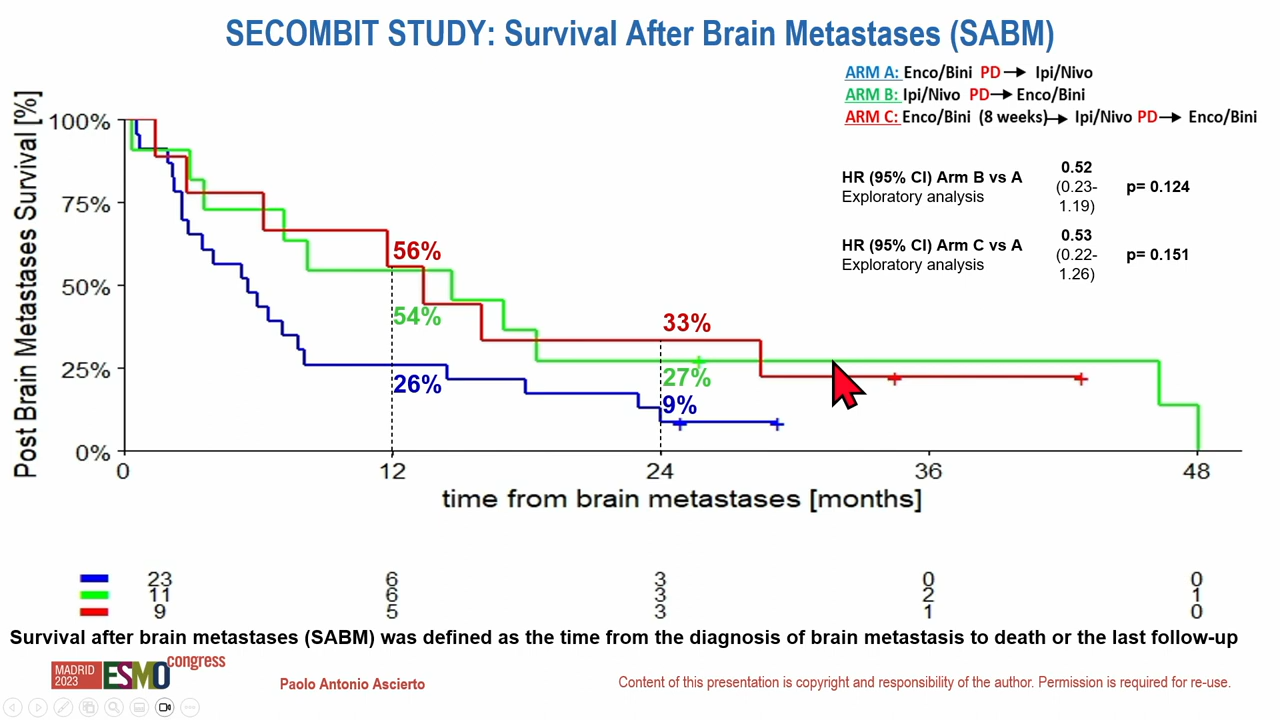 SECOMBIT STUDY: Survival After Brain Metastases (SABM)
ARM A: Enco/Bini PD Ipi/Nivo
ARM B: Ipi/Nivo PD Enco/Bini
ARM C: Enco/Bini (8 weeks) Ipi/Nivo PD Enco/Bini
HR (95% CI) Arm B vs A
Exploratory analysis
0.52
(0.23-
1.19)
p= 0.124
HR (95% CI) Arm C vs A
Exploratory analysis
0.53
(0.22-
1.26)
p= 0.151
Post Brain Metastases Survival [%]
100%
75%
50%
25%
0%
56%
54%
26%
33%
27%
9%
0 12 24 36 48
time from brain metastases [months]
23 6 3 0 0
11 6 3 2 1
9 5 3 1 0
Survival after brain metastases (SABM) was defined as the time from the diagnosis of brain metastasis to death or the last follow-up
MADRID
2023
ESMO congress
Paolo Antonio Ascierto
Content of this presentation is copyright and responsibility of the author. Permission is required for re-use.